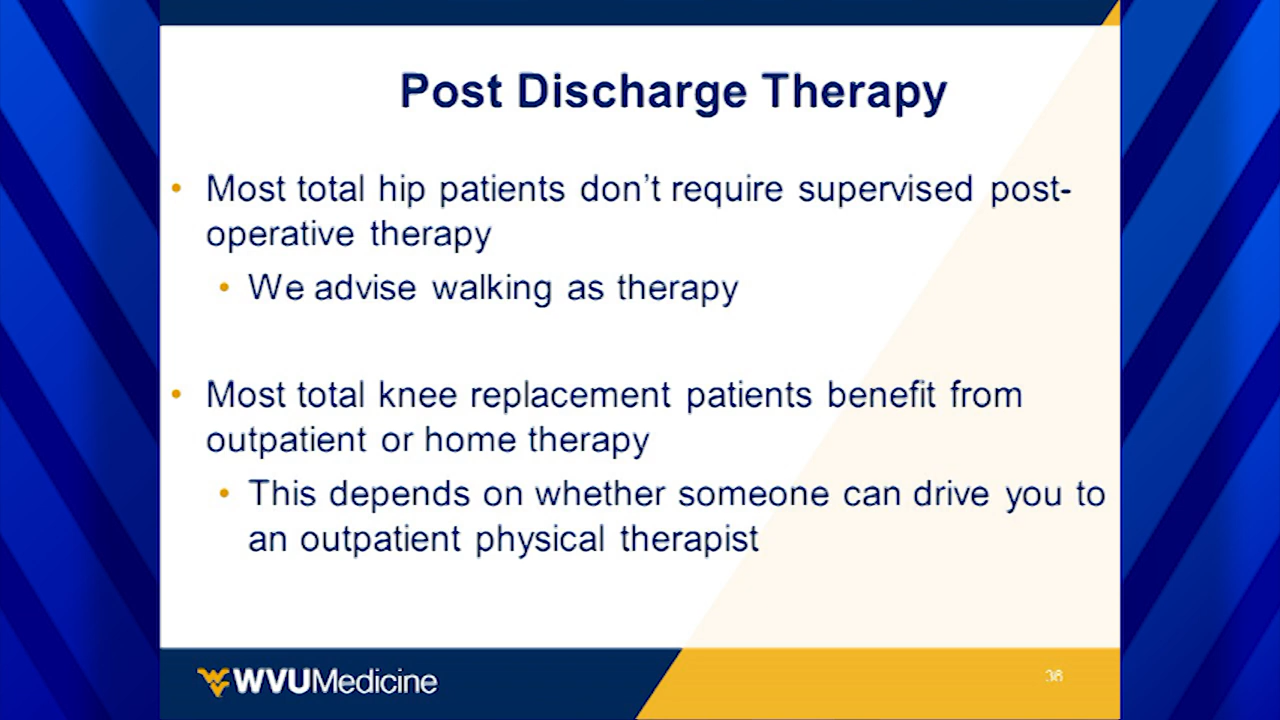 Post Discharge Therapy
• Most total hip patients don't require supervised post-
operative therapy
• We advise walking as therapy
• Most total knee replacement patients benefit from
outpatient or home therapy
• This depends on whether someone can drive you to
an outpatient physical therapist
WVUMedicine